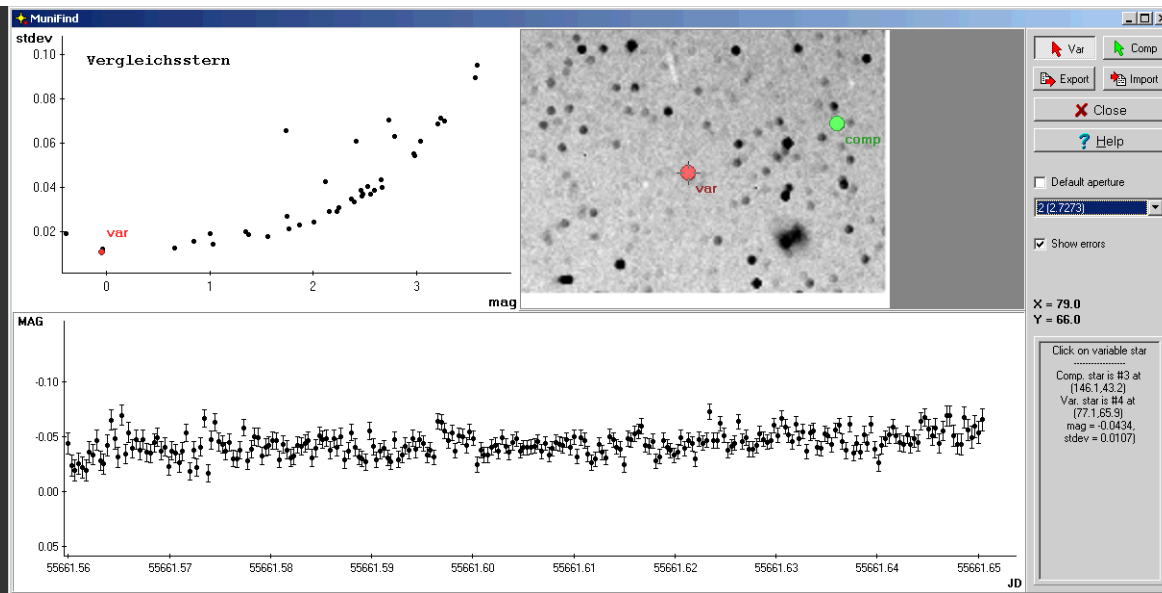 MuniFind
stdev
0.10
0.08
0.06
0.04
0.02
Vergleichsstern
var
0
1
2
3
mag
comp
var
Var
Comp
Export
Import
Close
Help
Default aperture
2 (2.7273)
Show errors
X = 79.0
Y = 66.0
Click on variable star
------------------
Comp. star is #3 at
(146.1,43.2)
Var. star is #4 at
(77.1,65.9)
mag = -0.0434,
stdev = 0.0107)
MAG
-0.10
-0.05
0.00
0.05
55661.56
55661.57
55661.58
55661.59
55661.60
55661.61
55661.62
55661.63
55661.64
55661.65
JD